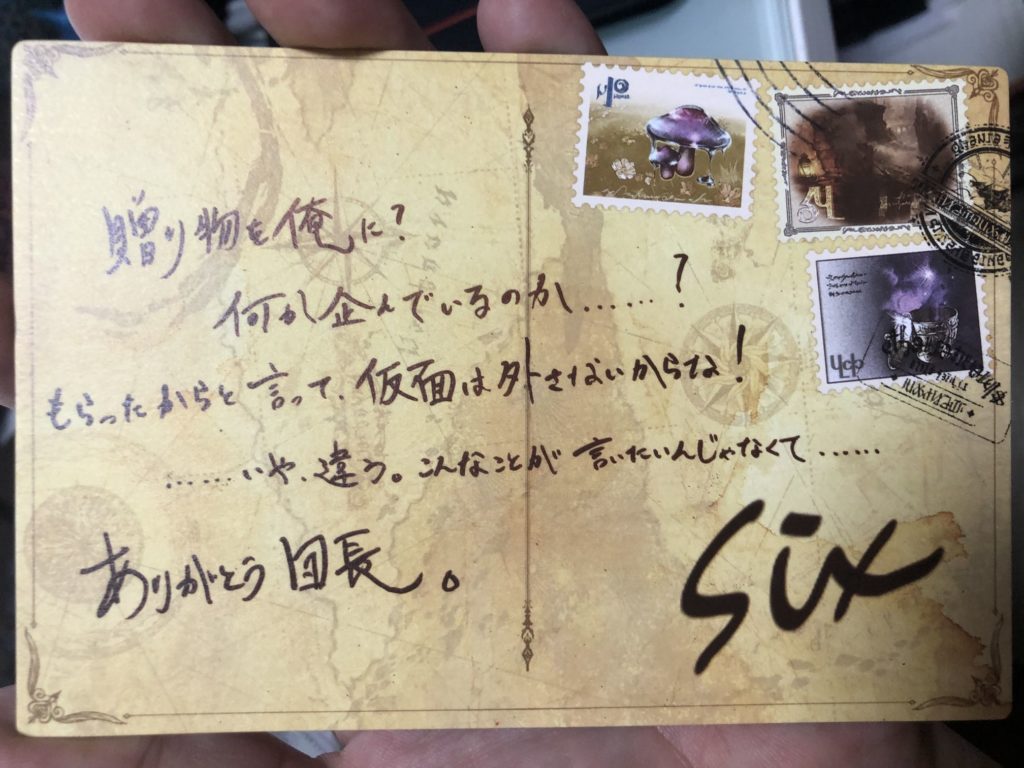 贈り物を俺に?
何か企んでいるのか……?
もらったからと言って、仮面は外さないからな!
……いや、違う。こんなことが言いたいんじゃなくて……
ありがとう団長。
Six